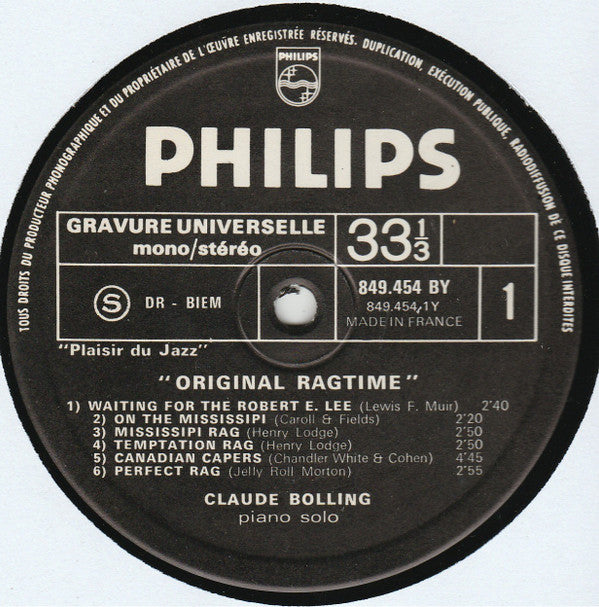 TOUS DROITS DU PRODUCTEUR PHONOGRAPHIQUE ET DU PROPRIÉTAIRE DE L'ŒUVRE ENREGISTRÉE RÉSERVÉS. DUPLICATION, EXÉCUTION PUBLIQUE, RADIODIFFUSION DE CE DISQUE INTERDITES
PHILIPS
PHILIPS
GRAVURE UNIVERSELLE
mono/stéréo
33 1/3
S DR - BIEM
849.454 BY
849.454,1Y
MADE IN FRANCE
1
"Plaisir du Jazz"
"ORIGINAL RAGTIME"
1) WAITING FOR THE ROBERT E. LEE (Lewis F. Muir) 2'40
2) ON THE MISSISSIPI (Caroll & Fields) 2'20
3) MISSISSIPI RAG (Henry Lodge) 2'50
4) TEMPTATION RAG (Henry Lodge) 2'50
5) CANADIAN CAPERS (Chandler White & Cohen) 4'45
6) PERFECT RAG (Jelly Roll Morton) 2'55
CLAUDE BOLLING
piano solo